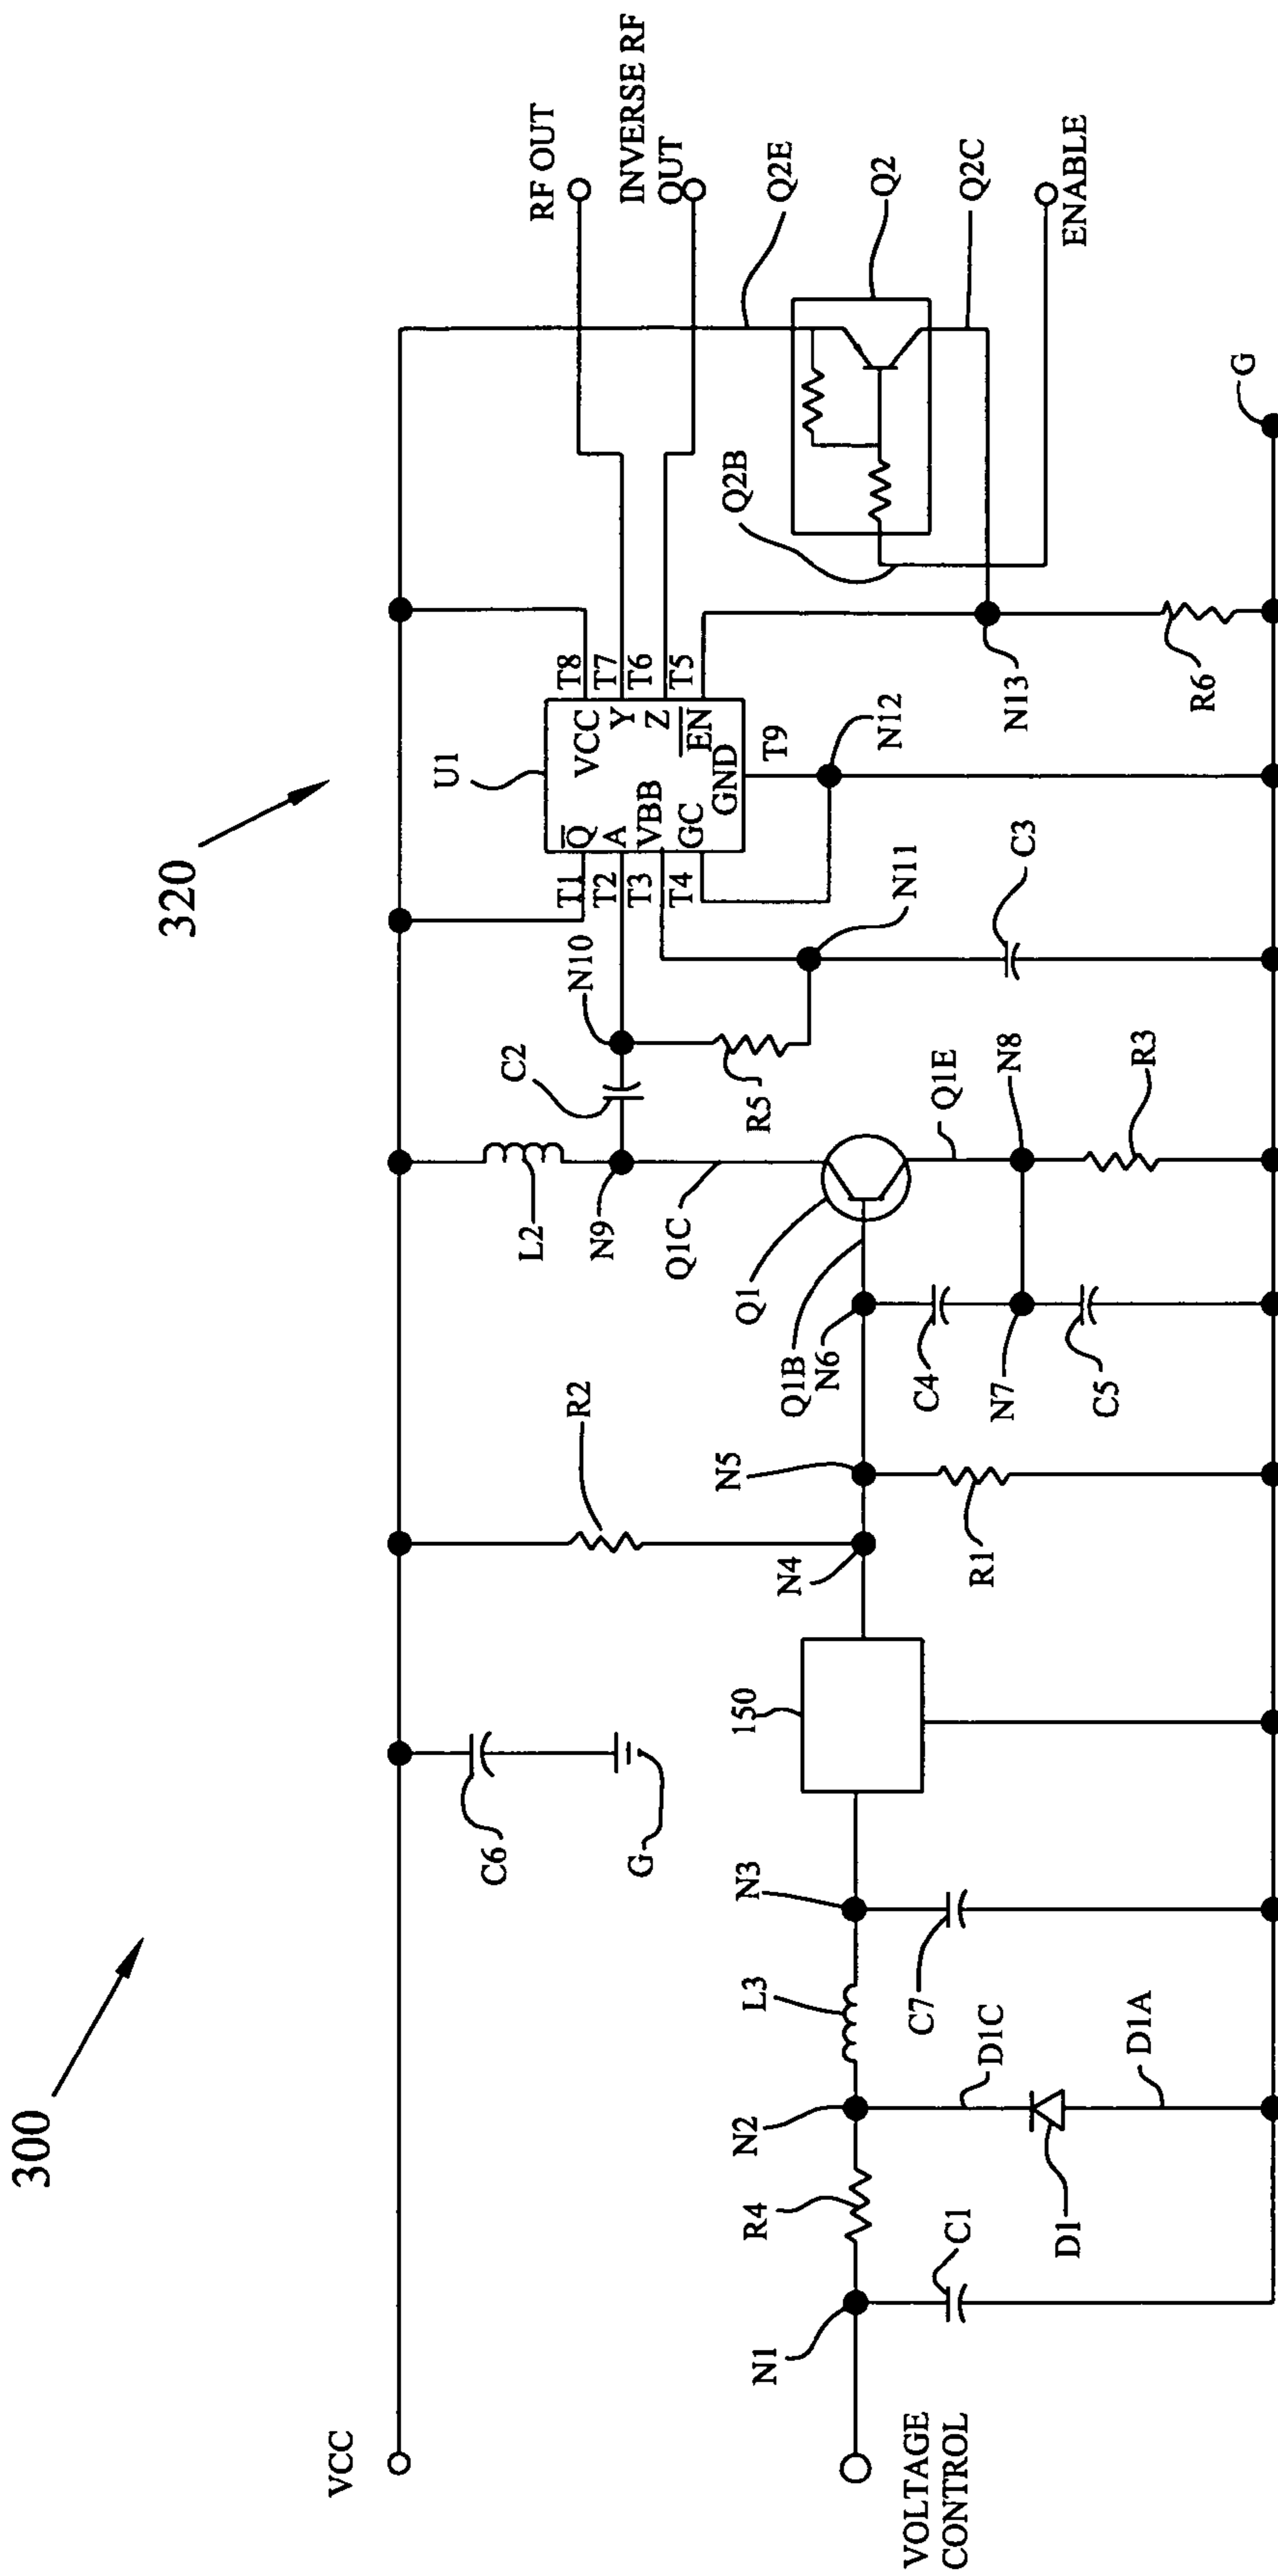 300
320
VCC
C6
G
R2
L2
N9
C2
N10
Q1C
R5
U1
T1
T2
T3
T4
Q
A
VBB
GC
GND
VCC
Y
Z
EN
T8
T7
T6
T5
T9
RF OUT
INVERSE RF
OUT
Q2E
Q2
Q2C
Q2B
ENABLE
G
VOLTAGE
CONTROL
N1
C1
R4
N2
D1C
D1
D1A
L3
N3
C7
150
N4
N5
R1
N6
Q1B
Q1
C4
N7
C5
Q1E
N8
R3
N11
C3
N12
N13
R6